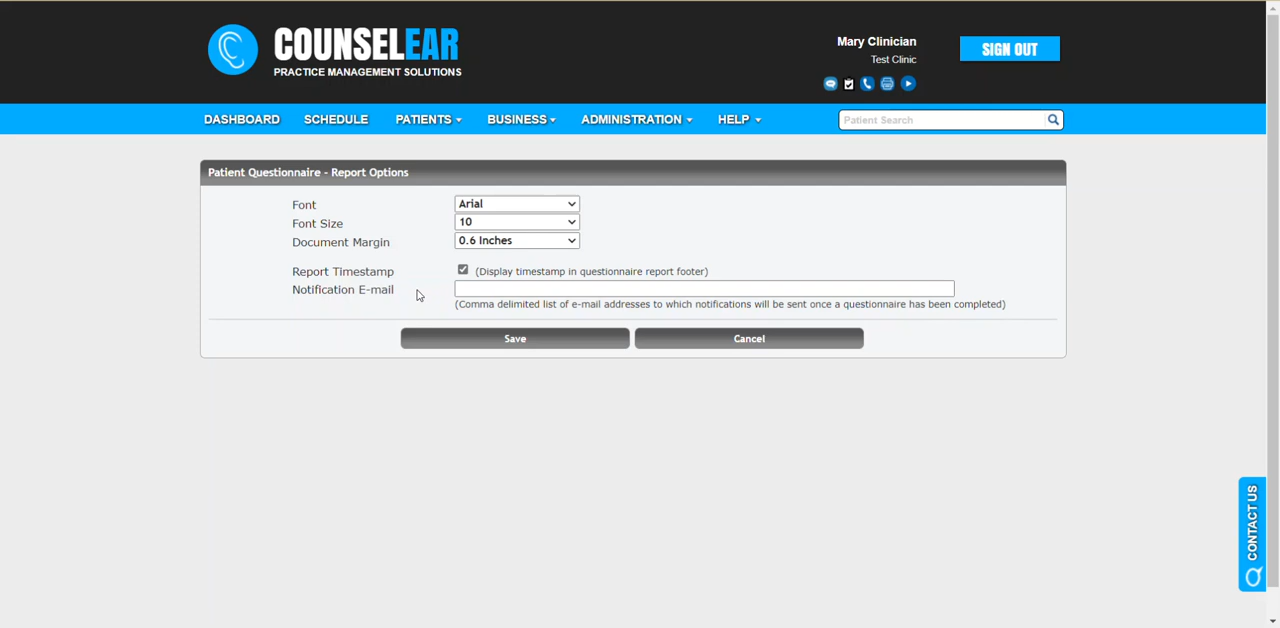 COUNSELEAR
PRACTICE MANAGEMENT SOLUTIONS
Mary Clinician
Test Clinic
SIGN OUT
DASHBOARD SCHEDULE PATIENTS BUSINESS ADMINISTRATION HELP Patient Search
Patient Questionnaire - Report Options
Font Arial
Font Size 10
Document Margin 0.6 Inches
Report Timestamp (Display timestamp in questionnaire report footer)
Notification E-mail
(Comma delimited list of e-mail addresses to which notifications will be sent once a questionnaire has been completed)
Save Cancel
CONTACT US